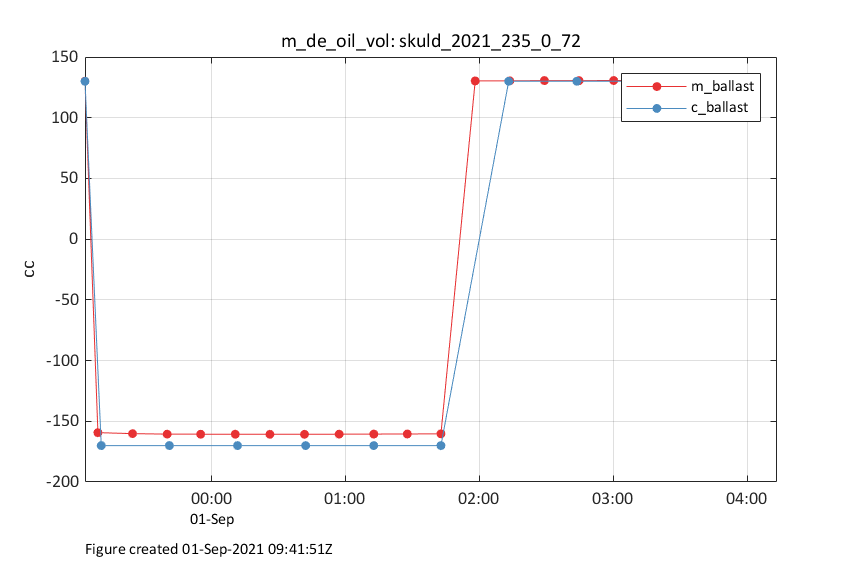 m_de_oil_vol: skuld_2021_235_0_72
150
100
50
0
-50
-100
-150
-200
cc
m_ballast
c_ballast
00:00
01:00
02:00
03:00
04:00
01-Sep
Figure created 01-Sep-2021 09:41:51Z